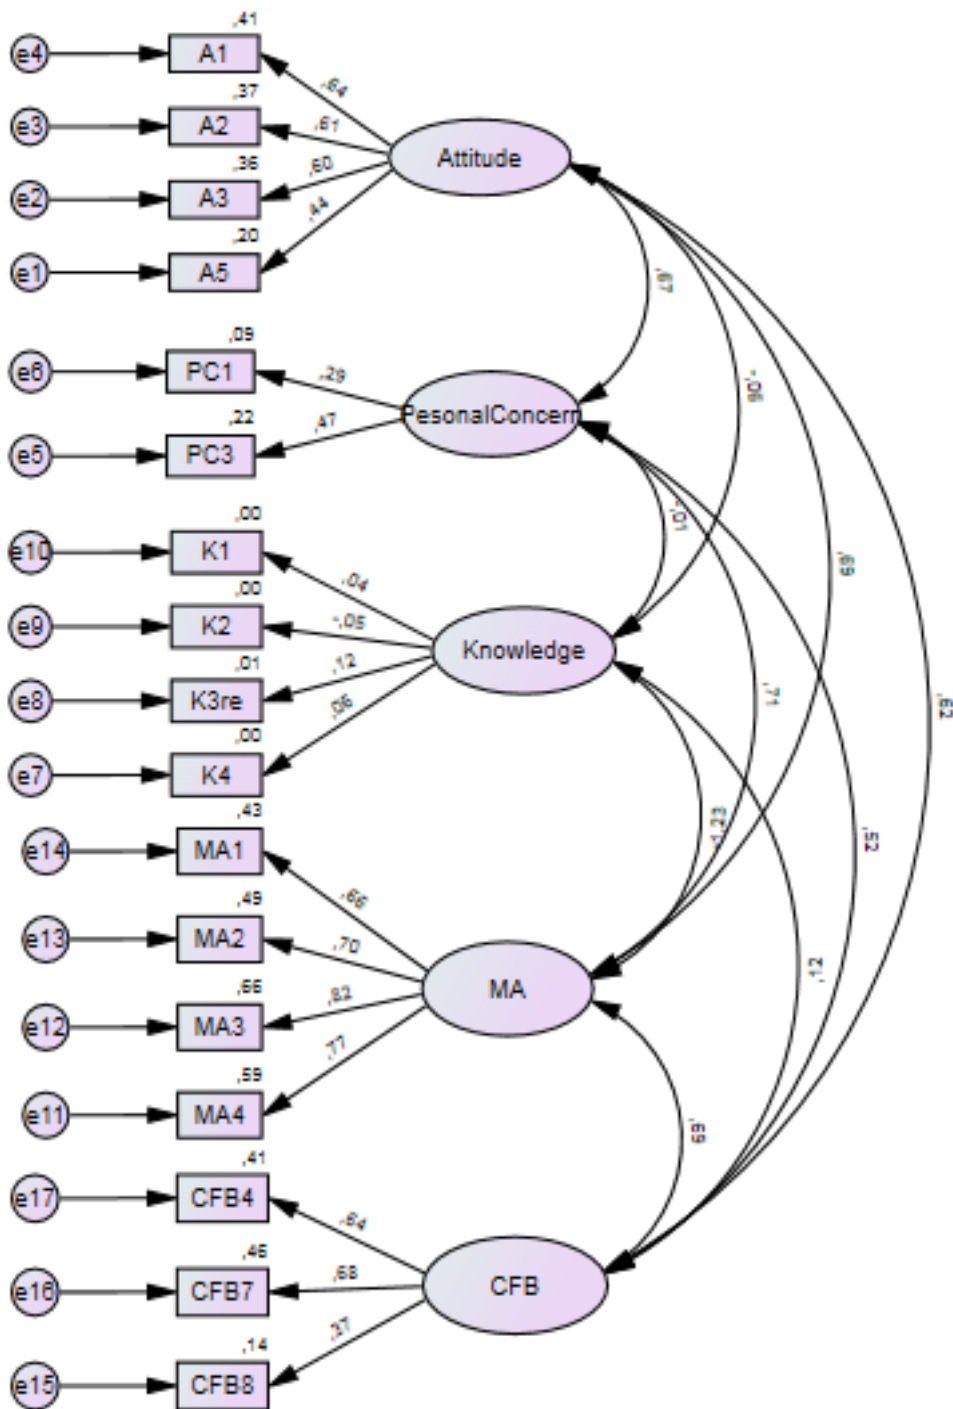 ,41
e4 A1 ,64
,37
e3 A2 ,61
Attitude
,36
e2 A3 ,60
,20
e1 A5 ,44
,67
,09
e6 PC1 ,29
-,06
PesonalConcern
,22
e5 PC3 ,47
-,01
,00
e10 K1 ,04
,69
,00
e9 K2 -,05
Knowledge
,01
e8 K3re ,12
,71
,62
,00
e7 K4 ,06
,43
e14 MA1 ,66
,52
,49
e13 MA2 ,70
,12
MA
,66
e12 MA3 ,82
,59
e11 MA4 ,77
,69
,41
e17 CFB4 ,64
,46
e16 CFB7 ,68
CFB
,14
e15 CFB8 ,37